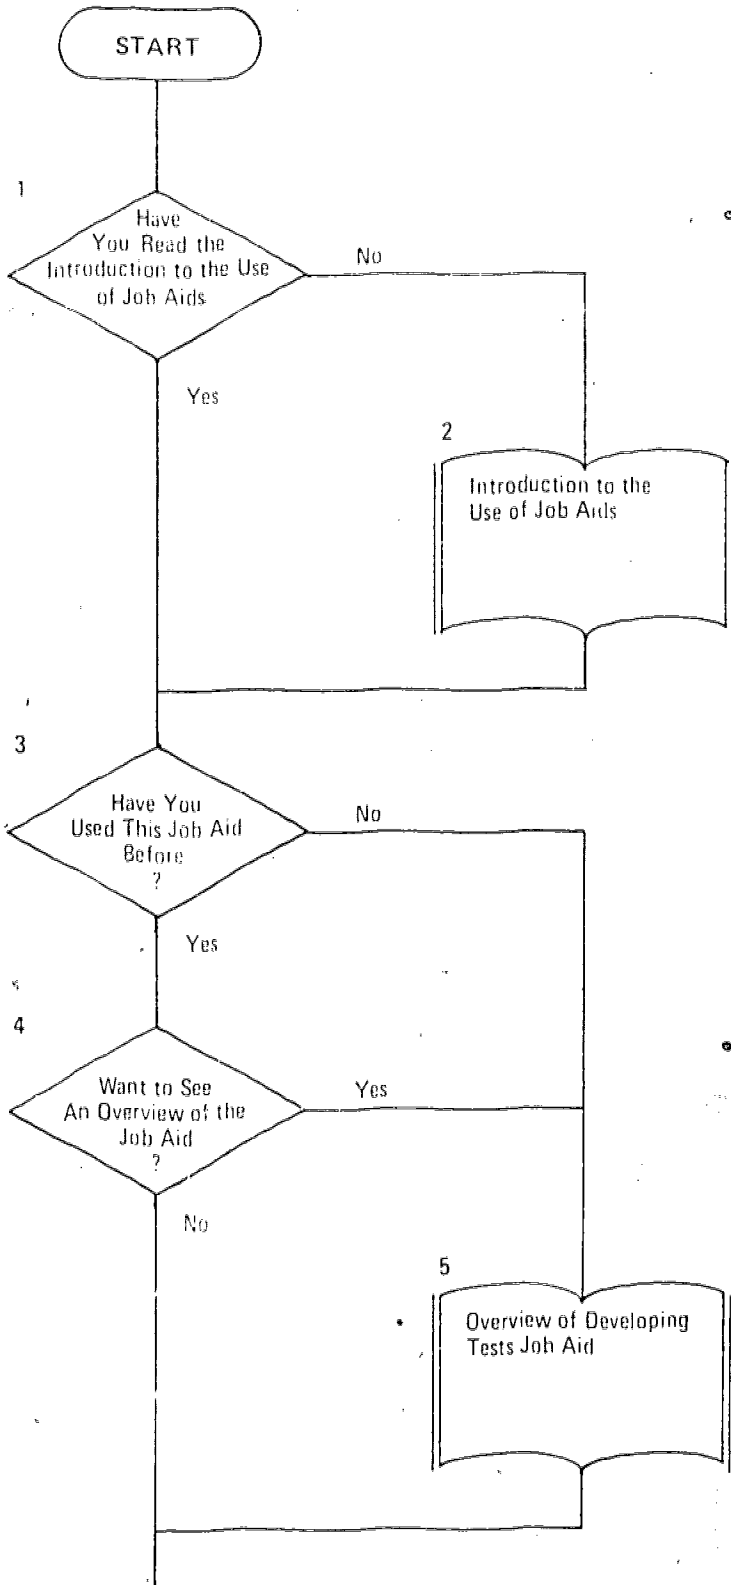 START
1
Have
You Read the
Introduction to the Use
of Job Aids
No
Yes
2
Introduction to the
Use of Job Aids
3
Have You
Used This Job Aid
Before
?
No
Yes
4
Want to See
An Overview of the
Job Aid
?
Yes
No
5
Overview of Developing
Tests Job Aid